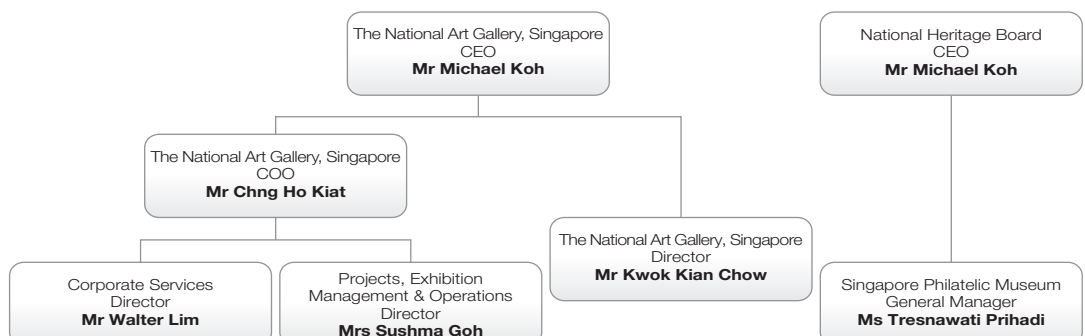 The National Art Gallery, Singapore
CEO
Mr Michael Koh
National Heritage Board
CEO
Mr Michael Koh
The National Art Gallery, Singapore
COO
Mr Chng Ho Kiat
The National Art Gallery, Singapore
Director
Mr Kwok Kian Chow
Corporate Services
Director
Mr Walter Lim
Projects, Exhibition
Management & Operations
Director
Mrs Sushma Goh
Singapore Philatelic Museum
General Manager
Ms Tresnawati Prihadi